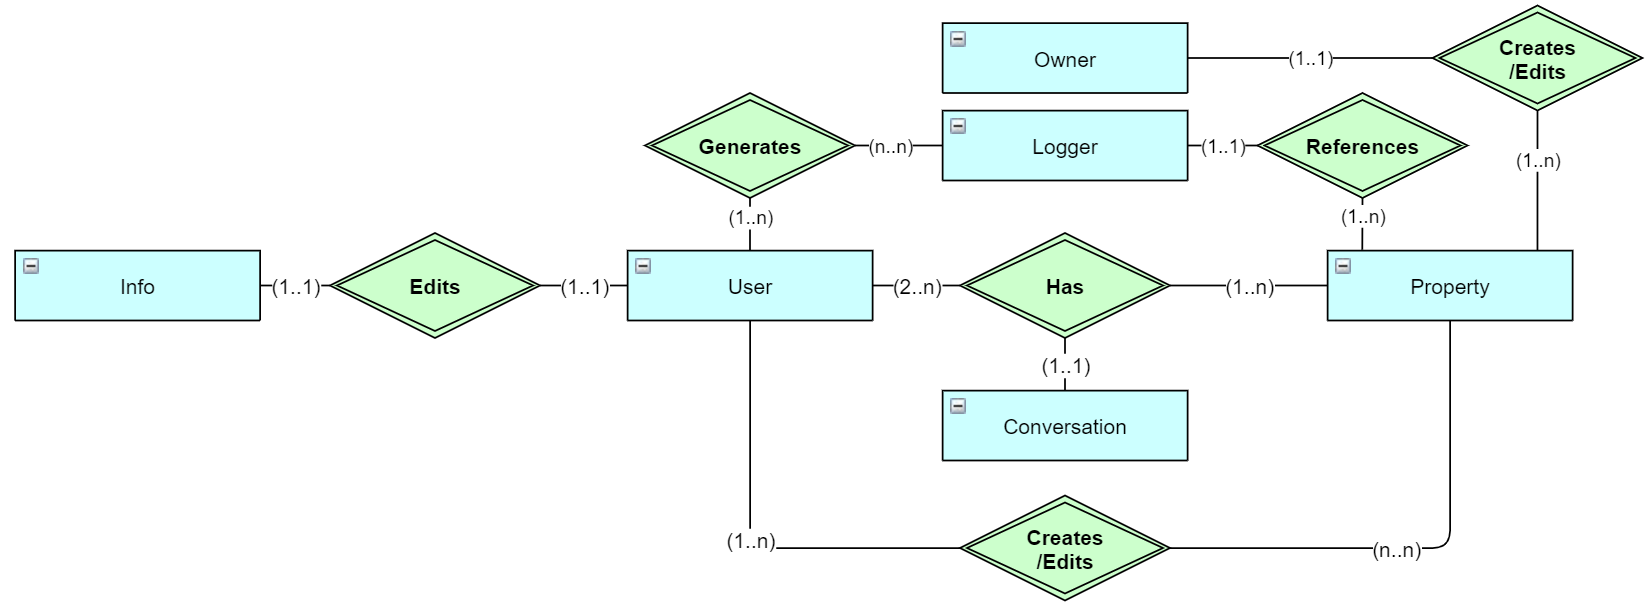 Owner
(1..1)
Creates
/Edits
Generates
(n..n)
Logger
(1..1)
References
(1..n)
(1..n)
(1..n)
Info
(1..1)
Edits
(1..1)
User
(2..n)
Has
(1..n)
Property
(1..1)
Conversation
(1..n)
Creates
/Edits
(n..n)